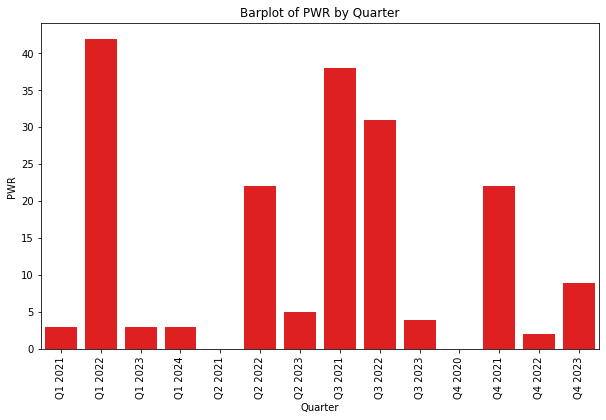 Barplot of PWR by Quarter
PWR
40
35
30
25
20
15
10
5
0
Q1 2021
Q1 2022
Q1 2023
Q1 2024
Q2 2021
Q2 2022
Q2 2023
Q3 2021
Q3 2022
Q3 2023
Q4 2020
Q4 2021
Q4 2022
Q4 2023
Quarter